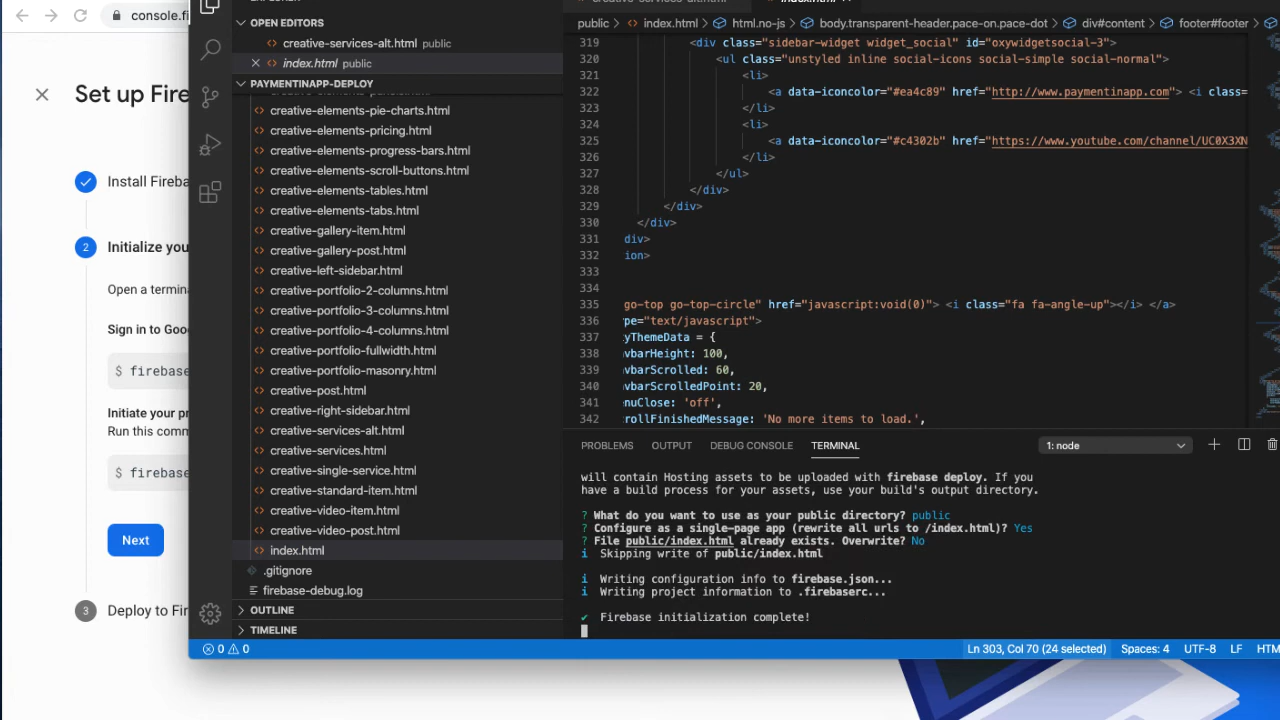 console.fi
Set up Fire
Install Fireba
2
Initialize you
Open a termina
Sign in to Goo
$ firebase
Initiate your pr
Run this comm
$ firebase
Next
3
Deploy to Fir
OPEN EDITORS
creative-services-alt.html public
index.html public
PAYMENTINAPP-DEPLOY
creative-elements-pie-charts.html
creative-elements-pricing.html
creative-elements-progress-bars.html
creative-elements-scroll-buttons.html
creative-elements-tables.html
creative-elements-tabs.html
creative-gallery-item.html
creative-gallery-post.html
creative-left-sidebar.html
creative-portfolio-2-columns.html
creative-portfolio-3-columns.html
creative-portfolio-4-columns.html
creative-portfolio-fullwidth.html
creative-portfolio-masonry.html
creative-post.html
creative-right-sidebar.html
creative-services-alt.html
creative-services.html
creative-single-service.html
creative-standard-item.html
creative-video-item.html
creative-video-post.html
index.html
.gitignore
firebase-debug.log
OUTLINE
TIMELINE
public > index.html > html.no-js > body.transparent-header.pace-on.pace-dot > div#content > footer#footer >
319 <div class="sidebar-widget widget_social" id="oxywidgetsocial-3">
320 <ul class="unstyled inline social-icons social-simple social-normal">
321 <li>
322 <a data-iconcolor="#ea4c89" href="http://www.paymentinapp.com"> <i class=
323 </li>
324 <li>
325 <a data-iconcolor="#c4302b" href="https://www.youtube.com/channel/UC0X3XN
326 </li>
327 </ul>
328 </div>
329 </div>
330 </div>
331 div>
332 ion>
333
334
335 go-top go-top-circle" href="javascript:void(0)"> <i class="fa fa-angle-up"></i> </a>
336 ype="text/javascript">
337 yThemeData = {
338 vbarHeight: 100,
339 vbarScrolled: 60,
340 vbarScrolledPoint: 20,
341 nuClose: 'off',
342 rollFinishedMessage: 'No more items to load.',
PROBLEMS OUTPUT DEBUG CONSOLE TERMINAL 1: node
will contain Hosting assets to be uploaded with firebase deploy. If you
have a build process for your assets, use your build's output directory.
? What do you want to use as your public directory? public
? Configure as a single-page app (rewrite all urls to /index.html)? Yes
? File public/index.html already exists. Overwrite? No
i Skipping write of public/index.html
i Writing configuration info to firebase.json...
i Writing project information to .firebaserc...
✔ Firebase initialization complete!
0 0 Ln 303, Col 70 (24 selected) Spaces: 4 UTF-8 LF HTM